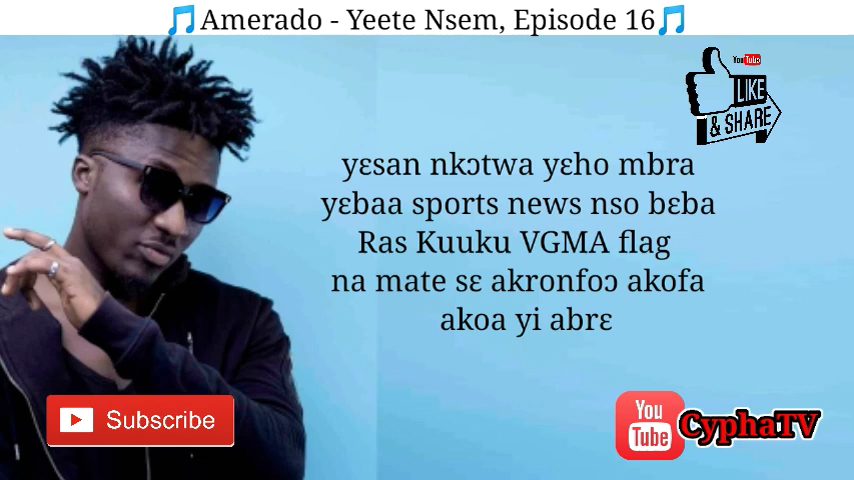 🎵Amerado - Yeete Nsem, Episode 16🎵
YouTube
LIKE
& SHARE
yɛsan nkɔtwa yɛho mbra
yɛbaa sports news nso bɛba
Ras Kuuku VGMA flag
na mate sɛ akronfoɔ akofa
akoa yi abrɛ
Subscribe
You
Tube
CyphaTV